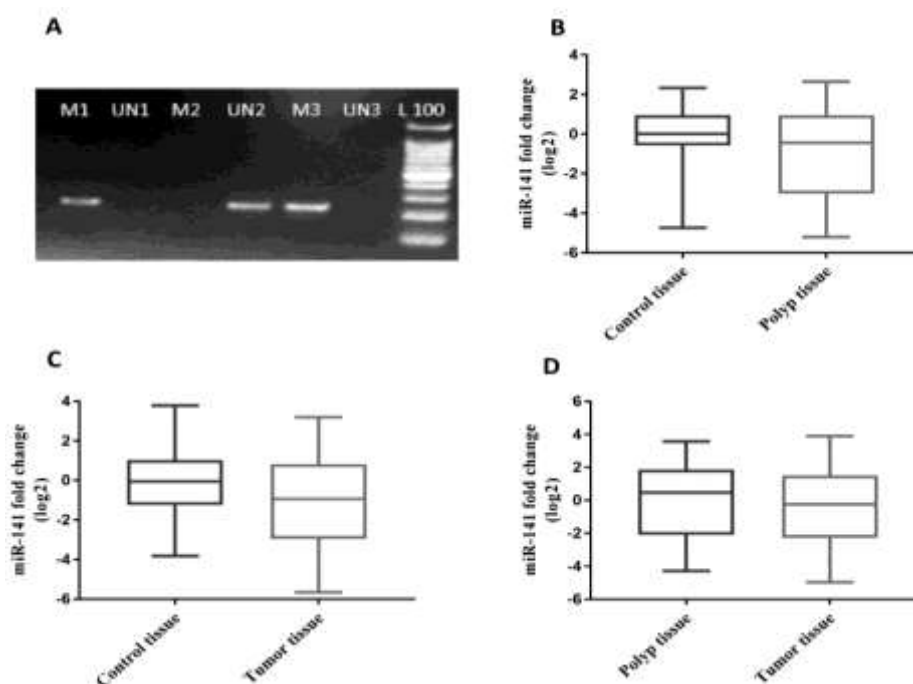 A
M1 UN1 M2 UN2 M3 UN3 L 100
B
miR-141 fold change
(log2)
4
2
0
-2
-4
-6
Control tissue
Polyp tissue
C
miR-141 fold change
(log2)
4
2
0
-2
-4
-6
Control tissue
Tumor tissue
D
miR-141 fold change
(log2)
6
4
2
0
-2
-4
-6
Polyp tissue
Tumor tissue